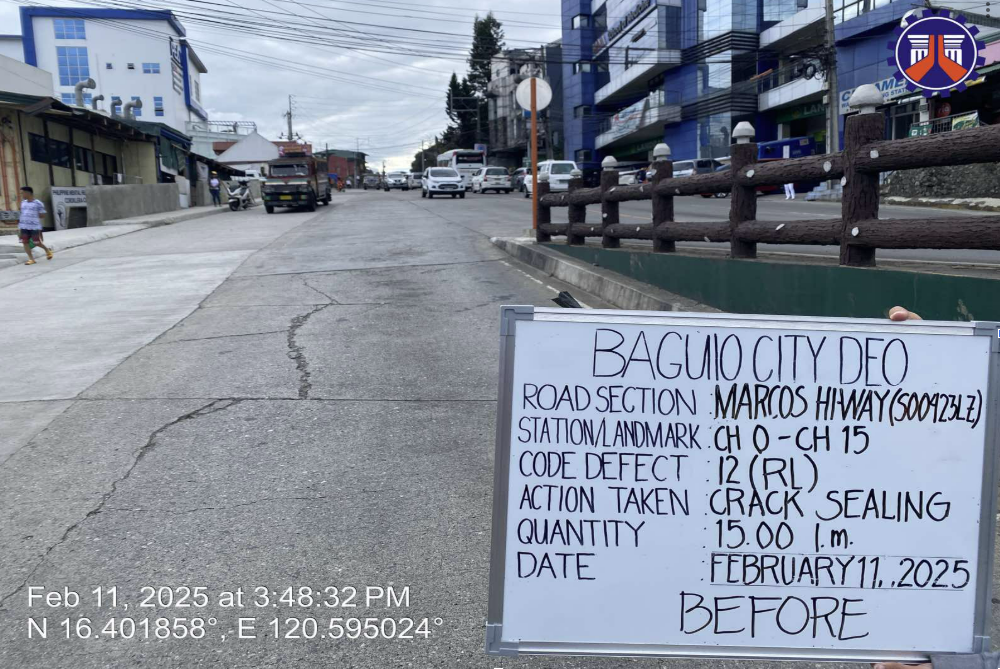 BAGUIO CITY DEO
ROAD SECTION : MARCOS HI-WAY (S00923LZ)
STATION/LANDMARK : CH 0 - CH 15
CODE DEFECT : 12 (RL)
ACTION TAKEN : CRACK SEALING
QUANTITY : 15.00 l.m.
DATE : FEBRUARY 11, 2025
BEFORE
Feb 11, 2025 at 3:48:32 PM
N 16.401858°, E 120.595024°